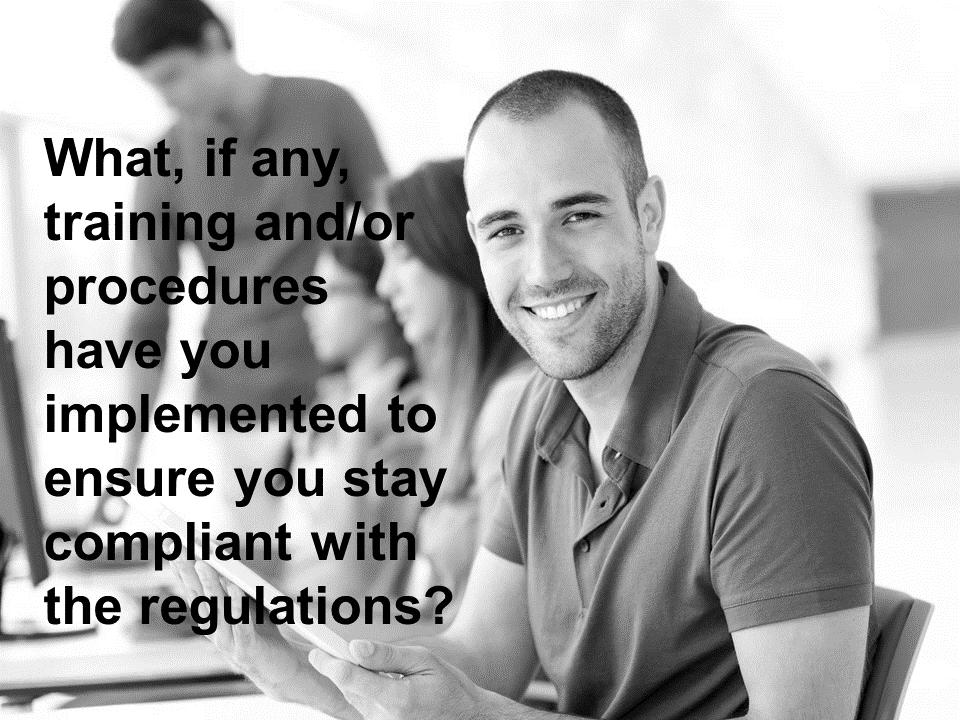 What, if any,
training and/or
procedures
have you
implemented to
ensure you stay
compliant with
the regulations?